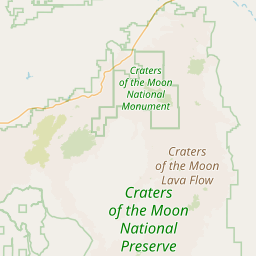 Craters
of the Moon
National
Monument
Craters
of the Moon
Lava Flow
Craters
of the Moon
National
Preserve